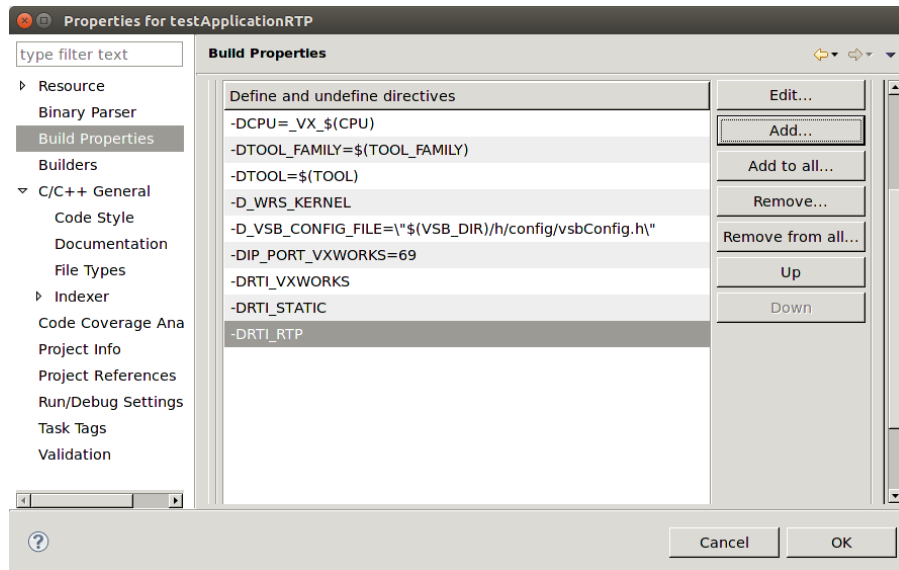 Properties for testApplicationRTP
type filter text
Build Properties
Resource
Binary Parser
Build Properties
Builders
C/C++ General
Code Style
Documentation
File Types
Indexer
Code Coverage Ana
Project Info
Project References
Run/Debug Settings
Task Tags
Validation
Define and undefine directives
-DCPU=_VX_$(CPU)
-DTOOL_FAMILY=$(TOOL_FAMILY)
-DTOOL=$(TOOL)
-D_WRS_KERNEL
-D_VSB_CONFIG_FILE=\"$(VSB_DIR)/h/config/vsbConfig.h\"
-DIP_PORT_VXWORKS=69
-DRTI_VXWORKS
-DRTI_STATIC
-DRTI_RTP
Edit...
Add...
Add to all...
Remove...
Remove from all...
Up
Down
?
Cancel
OK